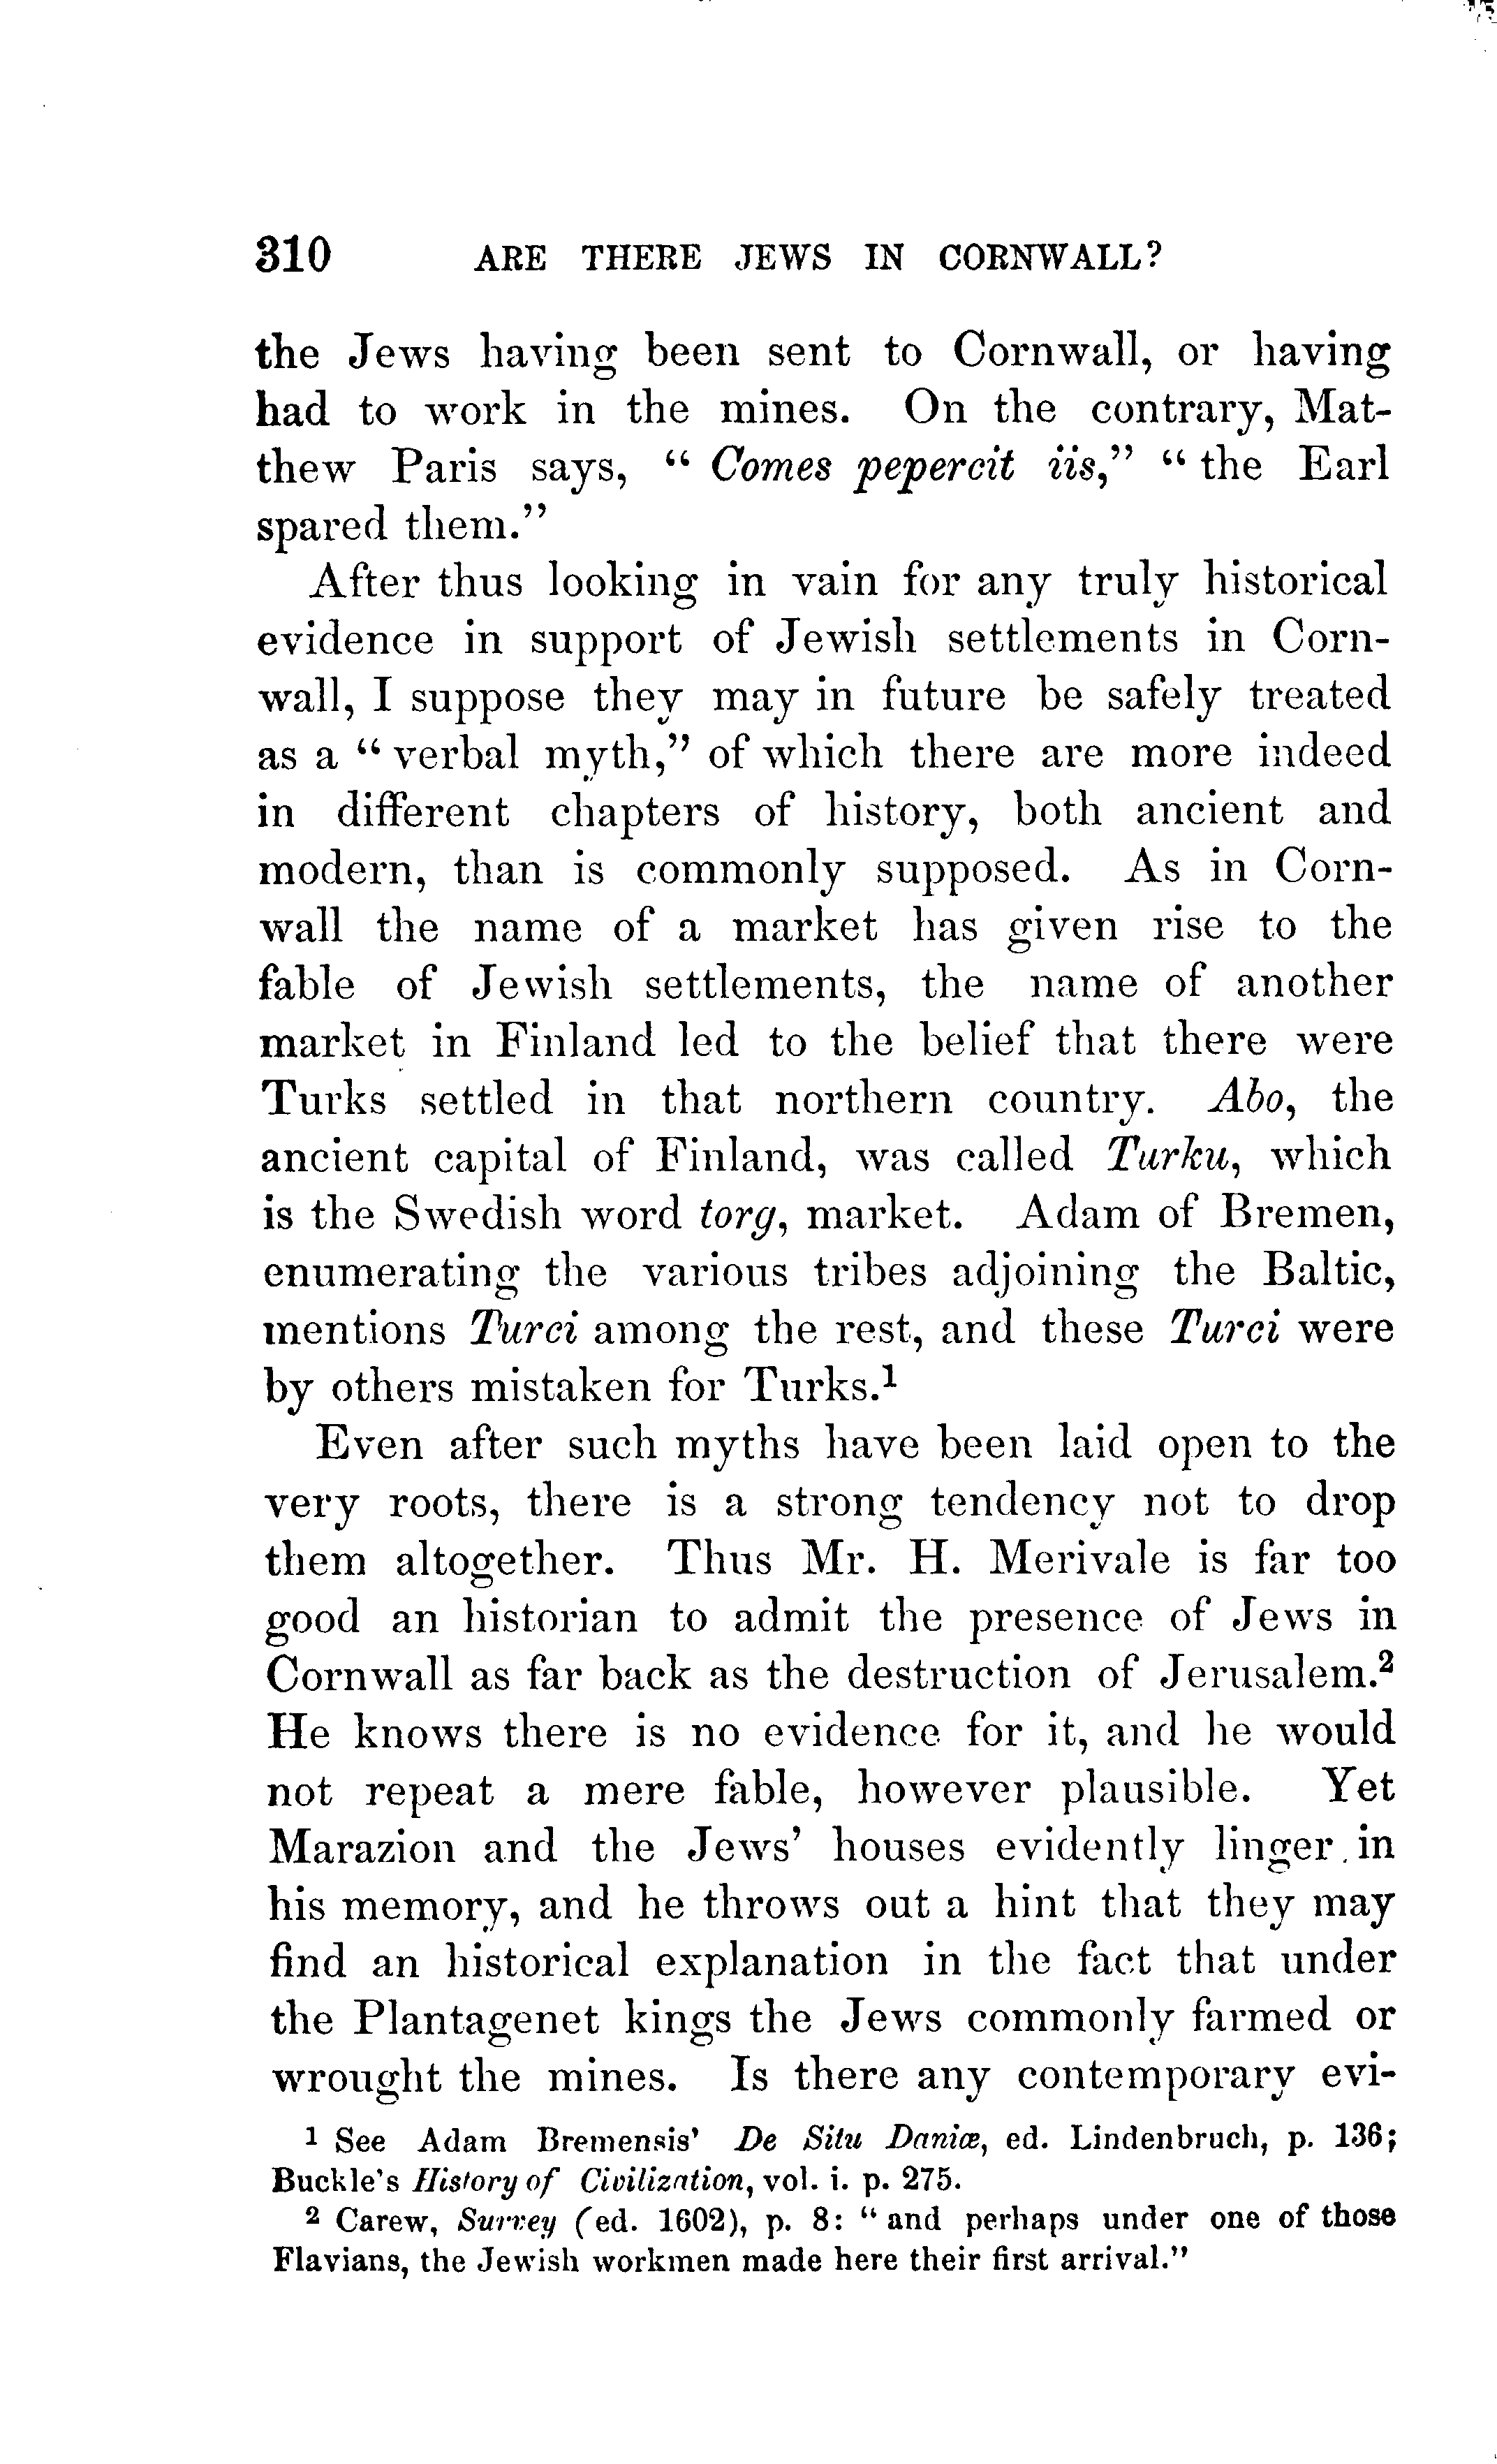 310 ARE THERE JEWS IN CORNWALL?
the Jews having been sent to Cornwall, or having
had to work in the mines. On the contrary, Mat-
thew Paris says, “ Comes pepercit iis,” “ the Earl
spared them.”
After thus looking in vain for any truly historical
evidence in support of Jewish settlements in Corn-
wall, I suppose they may in future be safely treated
as a “ verbal myth,” of which there are more indeed
in different chapters of history, both ancient and
modern, than is commonly supposed. As in Corn-
wall the name of a market has given rise to the
fable of Jewish settlements, the name of another
market in Finland led to the belief that there were
Turks settled in that northern country. Abo, the
ancient capital of Finland, was called Turku, which
is the Swedish word torg, market. Adam of Bremen,
enumerating the various tribes adjoining the Baltic,
mentions Turci among the rest, and these Turci were
by others mistaken for Turks.¹
Even after such myths have been laid open to the
very roots, there is a strong tendency not to drop
them altogether. Thus Mr. H. Merivale is far too
good an historian to admit the presence of Jews in
Cornwall as far back as the destruction of Jerusalem.²
He knows there is no evidence for it, and he would
not repeat a mere fable, however plausible. Yet
Marazion and the Jews’ houses evidently linger in
his memory, and he throws out a hint that they may
find an historical explanation in the fact that under
the Plantagenet kings the Jews commonly farmed or
wrought the mines. Is there any contemporary evi-
¹ See Adam Bremensis’ De Situ Daniæ, ed. Lindenbruch, p. 136;
Buckle’s History of Civilization, vol. i. p. 275.
² Carew, Survey (ed. 1602), p. 8: “ and perhaps under one of those
Flavians, the Jewish workmen made here their first arrival.”